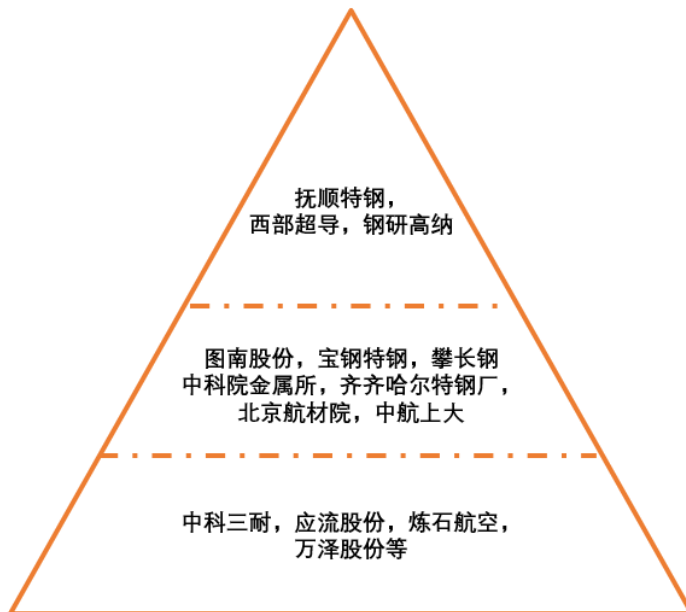 抚顺特钢，
西部超导，钢研高纳
图南股份，宝钢特钢，攀长钢
中科院金属所，齐齐哈尔特钢厂，
北京航材院，中航上大
中科三耐，应流股份，炼石航空，
万泽股份等